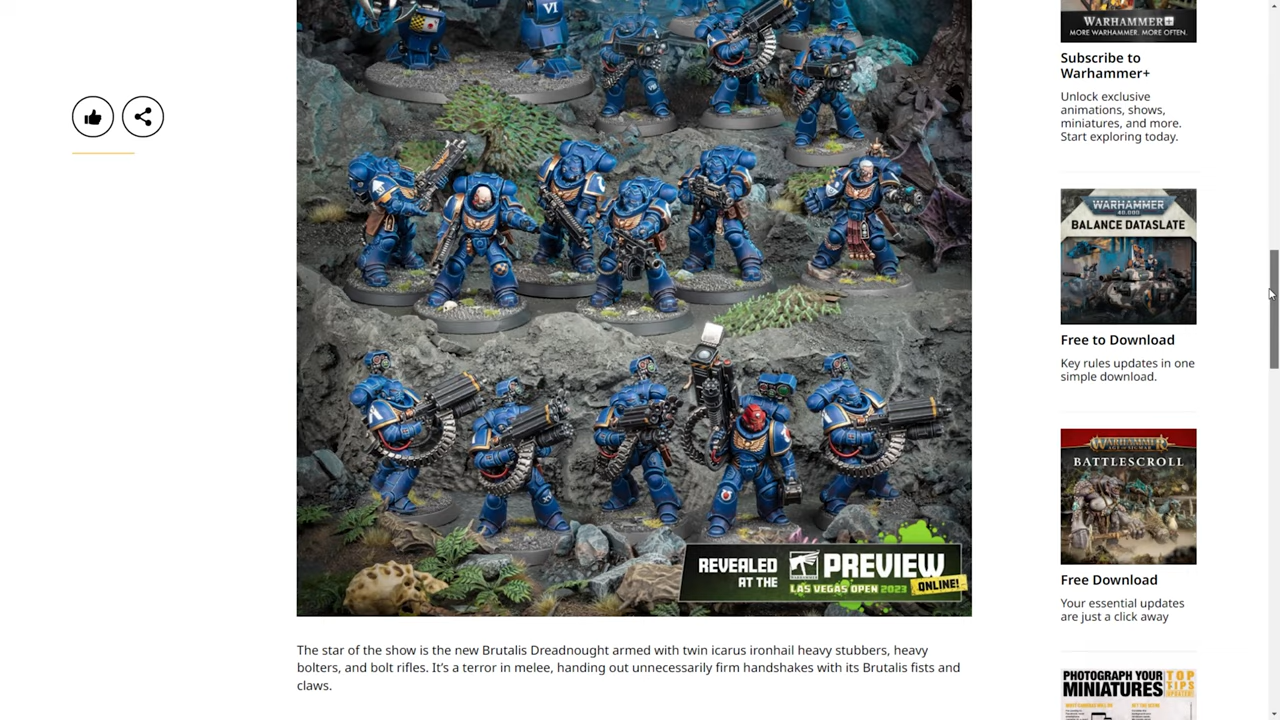 VI
REVEALED
AT THE
PREVIEW
LAS VEGAS OPEN 2023
ONLINE!
The star of the show is the new Brutalis Dreadnought armed with twin icarus ironhail heavy stubbers, heavy
bolters, and bolt rifles. It's a terror in melee, handing out unnecessarily firm handshakes with its Brutalis fists and
claws.
WARHAMMER+
MORE WARHAMMER. MORE OFTEN.
Subscribe to
Warhammer+
Unlock exclusive
animations, shows,
miniatures, and more.
Start exploring today.
WARHAMMER
40,000
BALANCE DATASLATE
Free to Download
Key rules updates in one
simple download.
WARHAMMER
BATTLESCROLL
Free Download
Your essential updates
are just a click away
PHOTOGRAPH YOUR
MINIATURES
TOP
TIPS